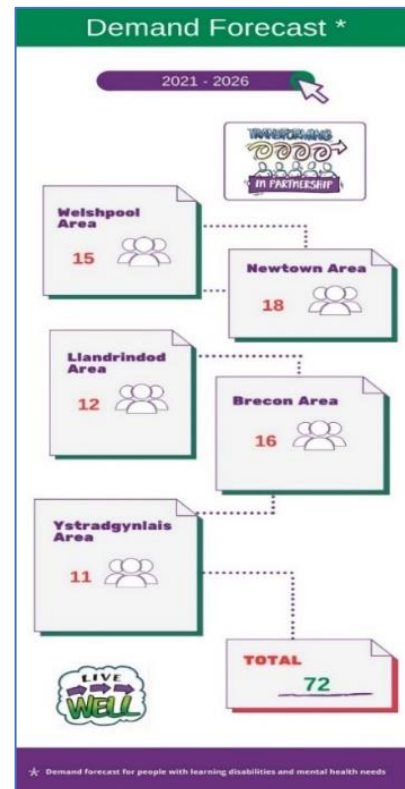 Demand Forecast *
2021 - 2026
TRANSFORMING
IN PARTNERSHIP
Welshpool
Area
15
Newtown Area
18
Llandrindod
Area
12
Brecon Area
16
Ystradgynlais
Area
11
TOTAL
72
LIVE
WELL
* Demand forecast for people with learning disabilities and mental health needs